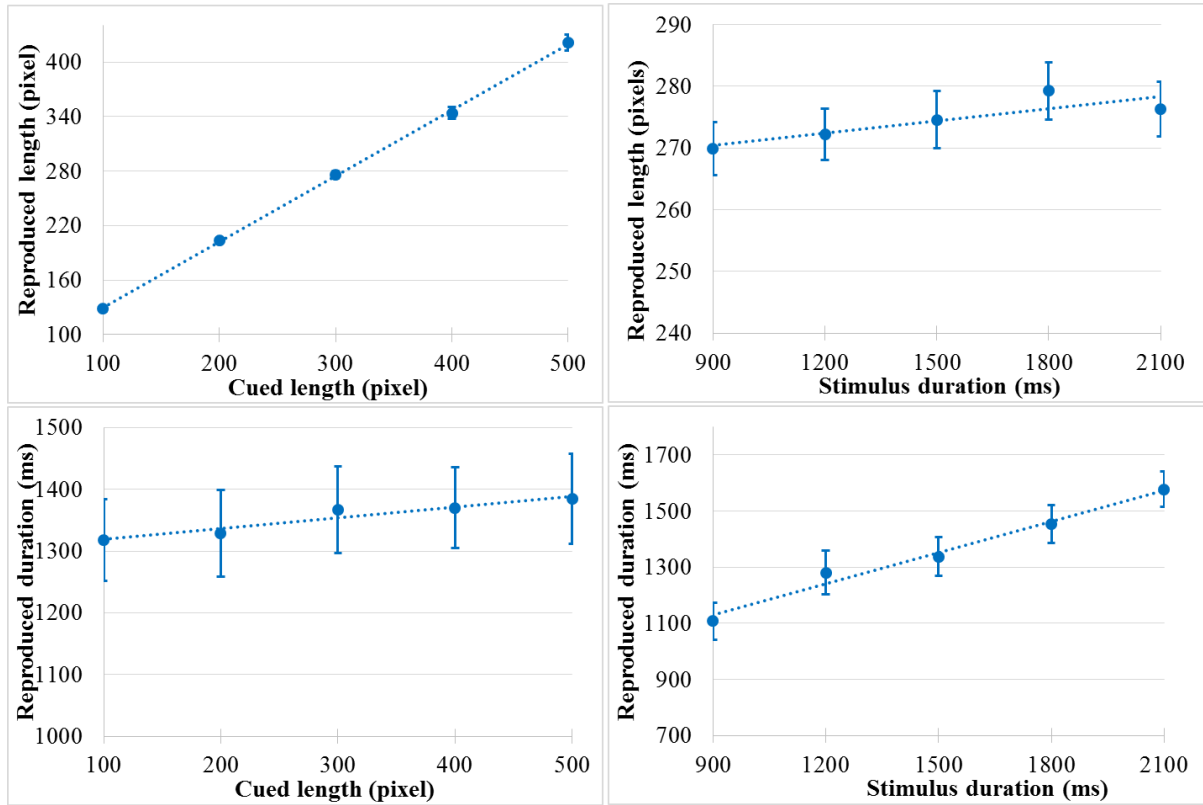 Reproduced length (pixel)
400
340
280
220
160
100
100 200 300 400 500
Cued length (pixel)
Reproduced length (pixels)
290
280
270
260
250
240
900 1200 1500 1800 2100
Stimulus duration (ms)
Reproduced duration (ms)
1500
1400
1300
1200
1100
1000
100 200 300 400 500
Cued length (pixel)
Reproduced duration (ms)
1700
1500
1300
1100
900
700
900 1200 1500 1800 2100
Stimulus duration (ms)